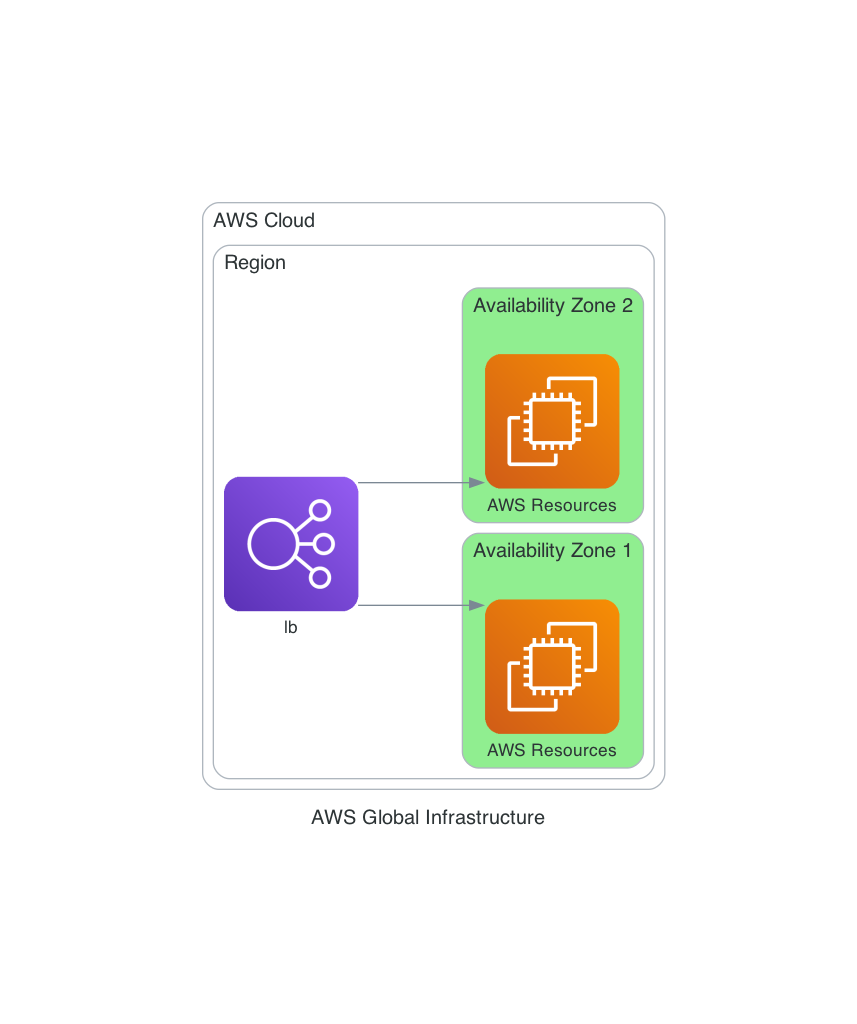 AWS Cloud
Region
Availability Zone 2
AWS Resources
lb
Availability Zone 1
AWS Resources
AWS Global Infrastructure